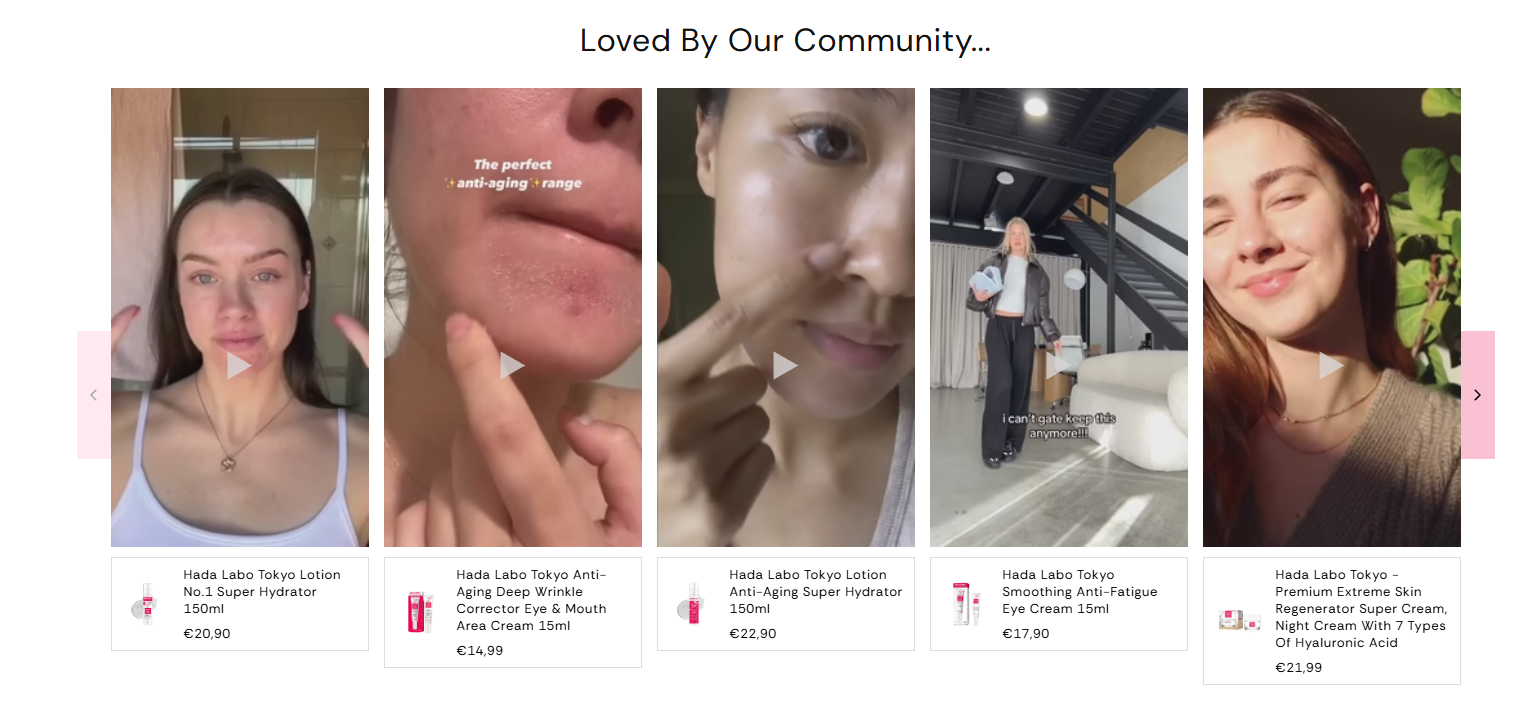 Loved By Our Community...
The perfect
✨anti-aging✨range
i can't gate keep this
anymore!!!
Hada Labo Tokyo Lotion
No.1 Super Hydrator
150ml
€20,90
Hada Labo Tokyo Anti-
Aging Deep Wrinkle
Corrector Eye & Mouth
Area Cream 15ml
€14,99
Hada Labo Tokyo Lotion
Anti-Aging Super Hydrator
150ml
€22,90
Hada Labo Tokyo
Smoothing Anti-Fatigue
Eye Cream 15ml
€17,90
Hada Labo Tokyo -
Premium Extreme Skin
Regenerator Super Cream,
Night Cream With 7 Types
Of Hyaluronic Acid
€21,99